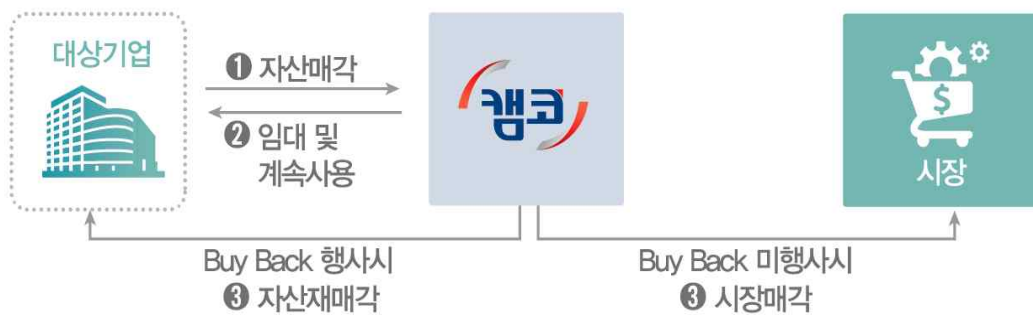 대상기업
❶ 자산매각
❷ 임대 및
계속사용
캠코
$
시장
Buy Back 행사시
❸ 자산재매각
Buy Back 미행사시
❸ 시장매각